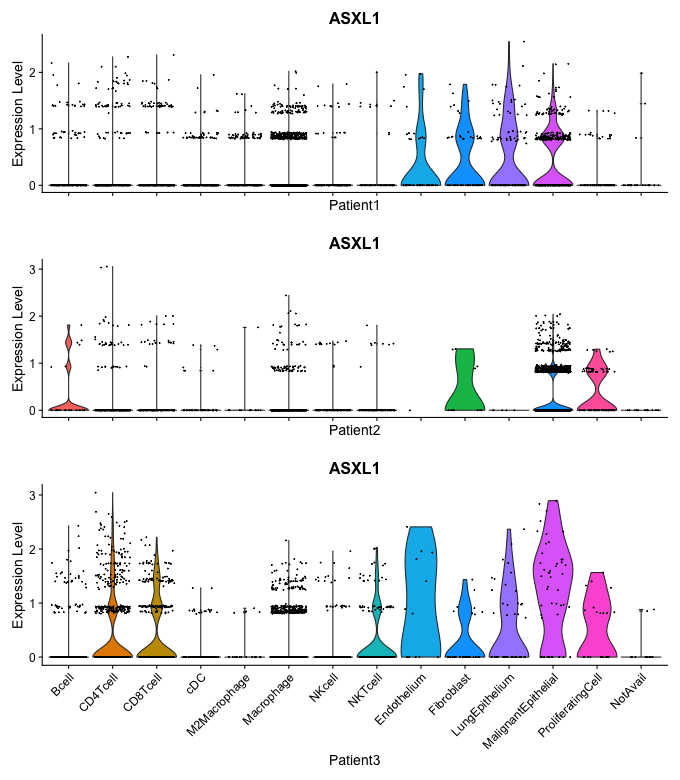 ASXL1
Expression Level
2
1
0
Patient1
ASXL1
Expression Level
3
2
1
0
Patient2
ASXL1
Expression Level
3
2
1
0
Bcell
CD4Tcell
CD8Tcell
cDC
M2Macrophage
Macrophage
NKcell
NKTcell
Endothelium
Fibroblast
LungEpithelium
MalignantEpithelial
ProliferatingCell
NotAvail
Patient3